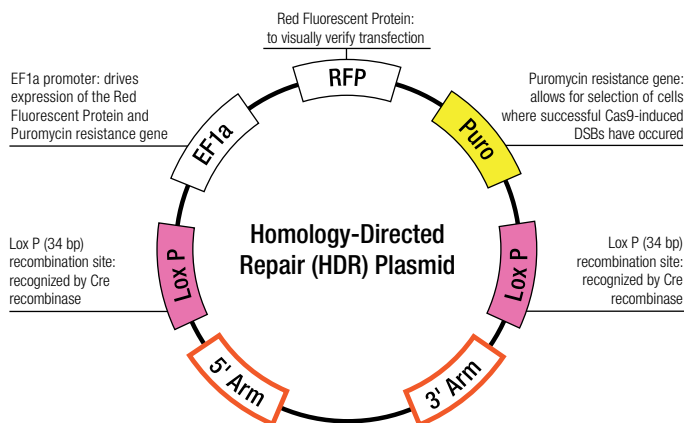 Red Fluorescent Protein:
to visually verify transfection
EF1a promoter: drives
expression of the Red
Fluorescent Protein and
Puromycin resistance gene
RFP
Puromycin resistance gene:
allows for selection of cells
where successful Cas9-induced
DSBs have occured
EF1a
Puro
Homology-Directed
Repair (HDR) Plasmid
Lox P (34 bp)
recombination site:
recognized by Cre
recombinase
Lox P
Lox P
Lox P (34 bp)
recombination site:
recognized by Cre
recombinase
5' Arm
3' Arm